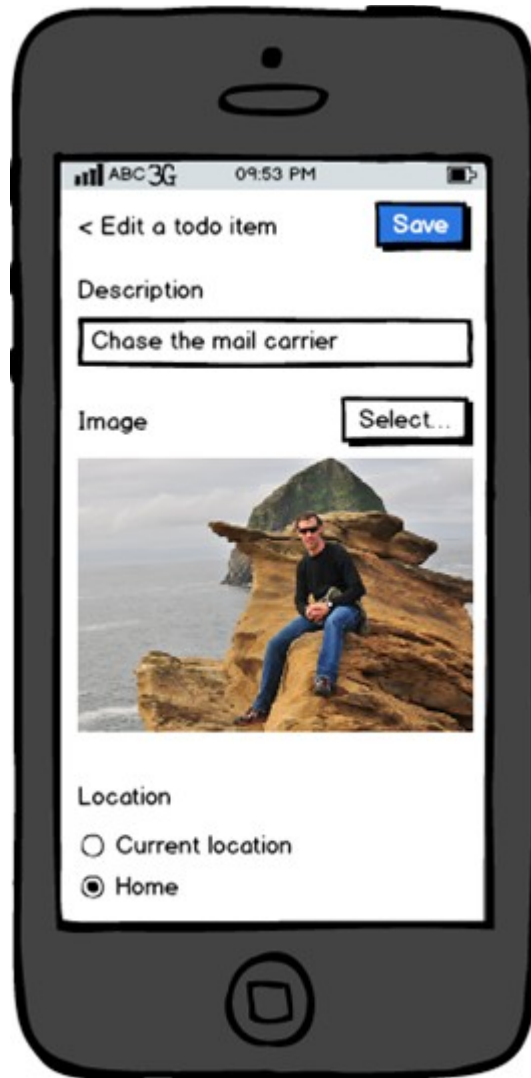 ABC 3G 09:53 PM
< Edit a todo item Save
Description
Chase the mail carrier
Image Select...
Location
Current location
Home